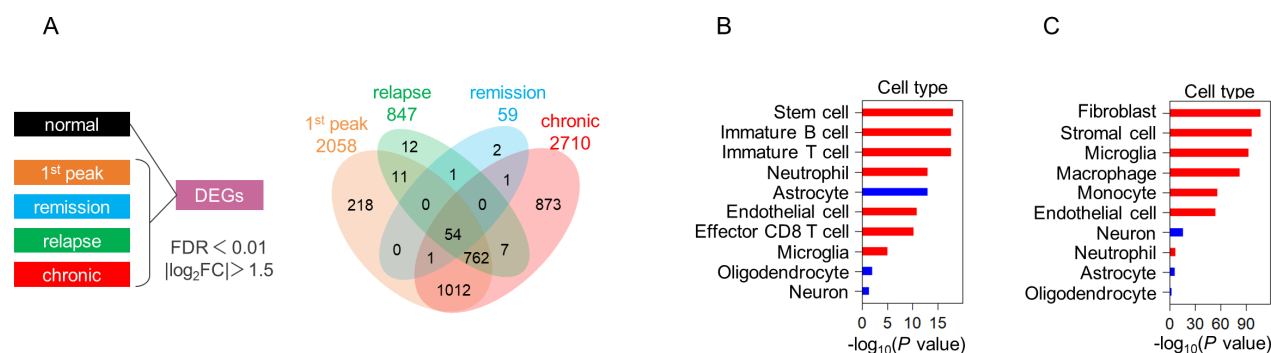 A
normal
1st peak
remission
relapse
chronic
DEGs
FDR < 0.01
|log2FC| > 1.5
relapse
847
remission
59
1st peak
2058
chronic
2710
12
2
11
1
1
218
0
0
873
54
0
1
762
7
1012
B
Cell type
Stem cell
Immature B cell
Immature T cell
Neutrophil
Astrocyte
Endothelial cell
Effector CD8 T cell
Microglia
Oligodendrocyte
Neuron
0 5 10 15
-log10(P value)
C
Cell type
Fibroblast
Stromal cell
Microglia
Macrophage
Monocyte
Endothelial cell
Neuron
Neutrophil
Astrocyte
Oligodendrocyte
0 30 60 90
-log10(P value)